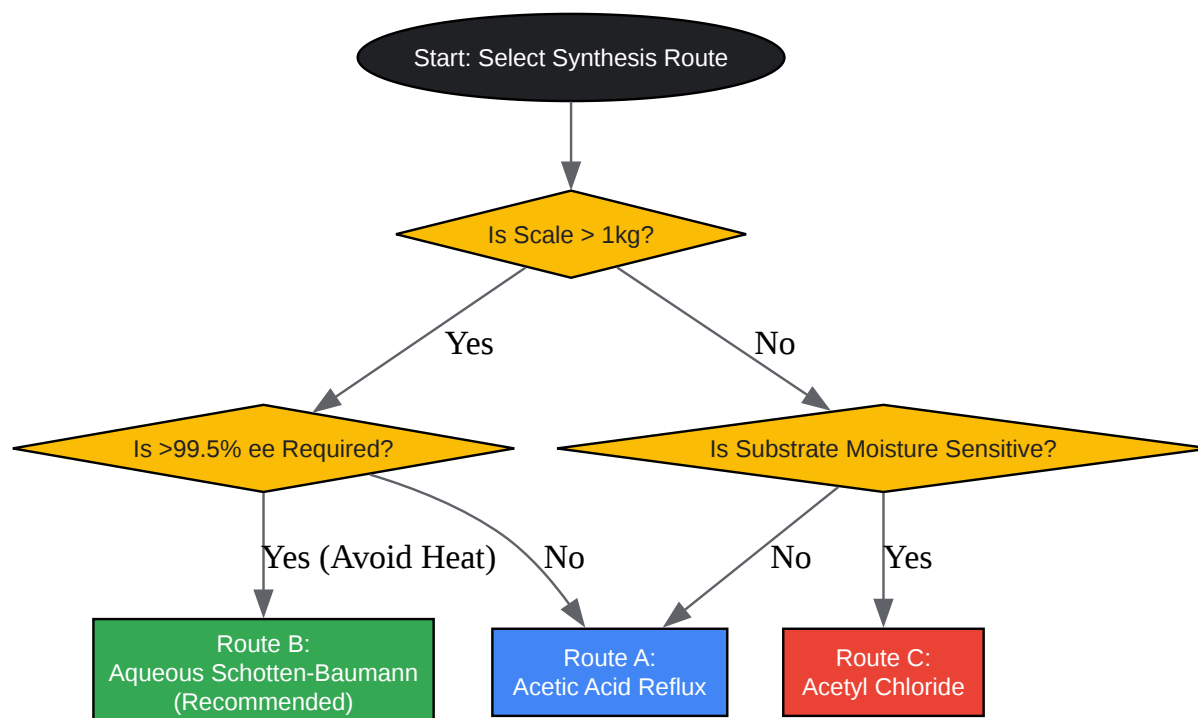 Start: Select Synthesis Route
Is Scale > 1kg?
Yes
No
Is >99.5% ee Required?
Is Substrate Moisture Sensitive?
Yes (Avoid Heat)
No
No
Yes
Route B:
Aqueous Schotten-Baumann
(Recommended)
Route A:
Acetic Acid Reflux
Route C:
Acetyl Chloride